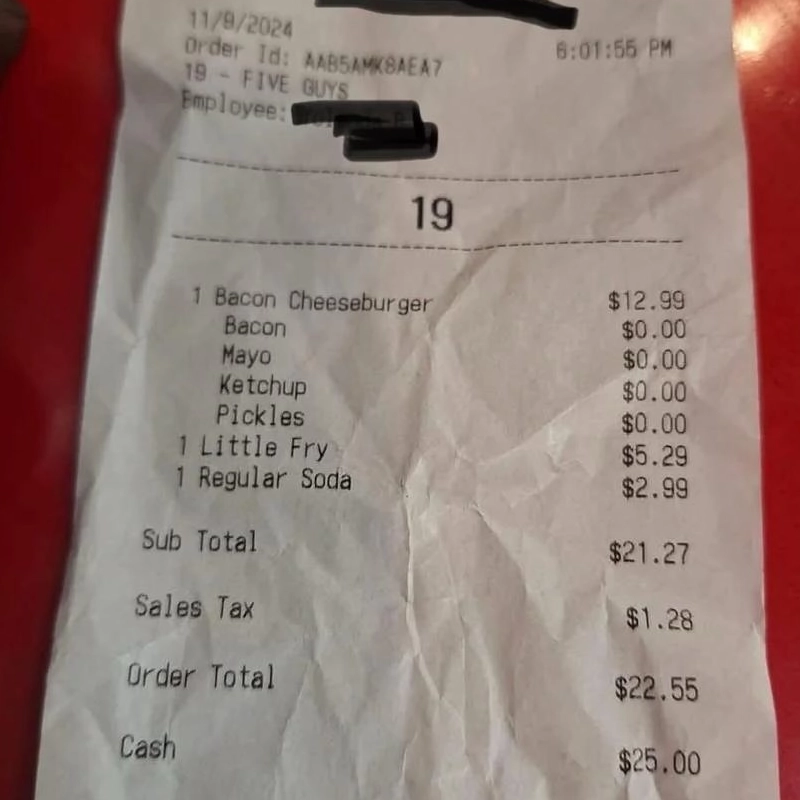 11/9/2024 6:01:55 PM
Order Id: AAB5AMK8AEA7
19 - FIVE GUYS
Employee:
19
1 Bacon Cheeseburger $12.99
Bacon $0.00
Mayo $0.00
Ketchup $0.00
Pickles $0.00
1 Little Fry $5.29
1 Regular Soda $2.99
Sub Total $21.27
Sales Tax $1.28
Order Total $22.55
Cash $25.00